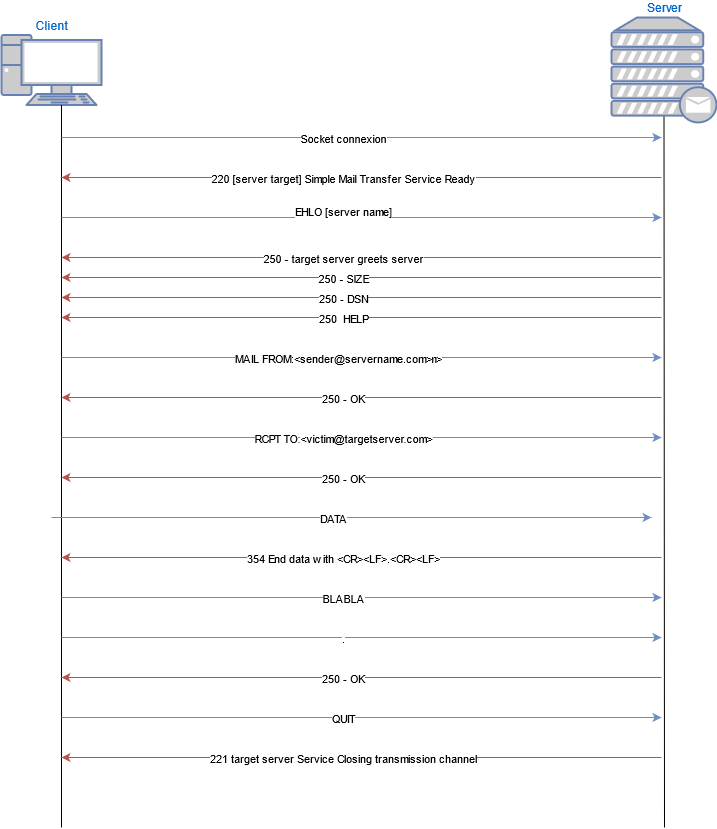 Client
Server
Socket connexion
220 [server target] Simple Mail Transfer Service Ready
EHLO [server name]
250 - target server greets server
250 - SIZE
250 - DSN
250 HELP
MAIL FROM:<sender@servername.com>n>
250 - OK
RCPT TO:<victim@targetserver.com>
250 - OK
DATA
354 End data with <CR><LF>.<CR><LF>
BLABLA
.
250 - OK
QUIT
221 target server Service Closing transmission channel